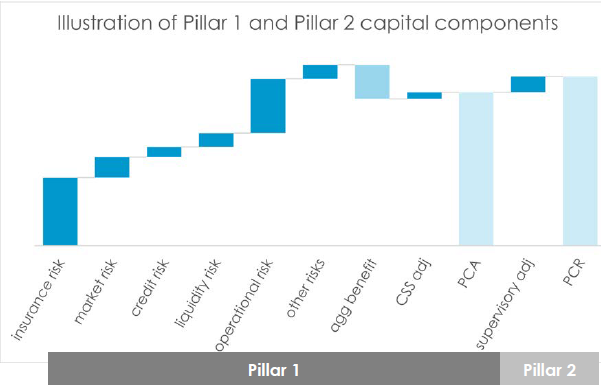 Illustration of Pillar 1 and Pillar 2 capital components
insurance risk
market risk
credit risk
liquidity risk
operational risk
other risks
agg benefit
CSS adj
PCA
supervisory adj
PCR
Pillar 1
Pillar 2